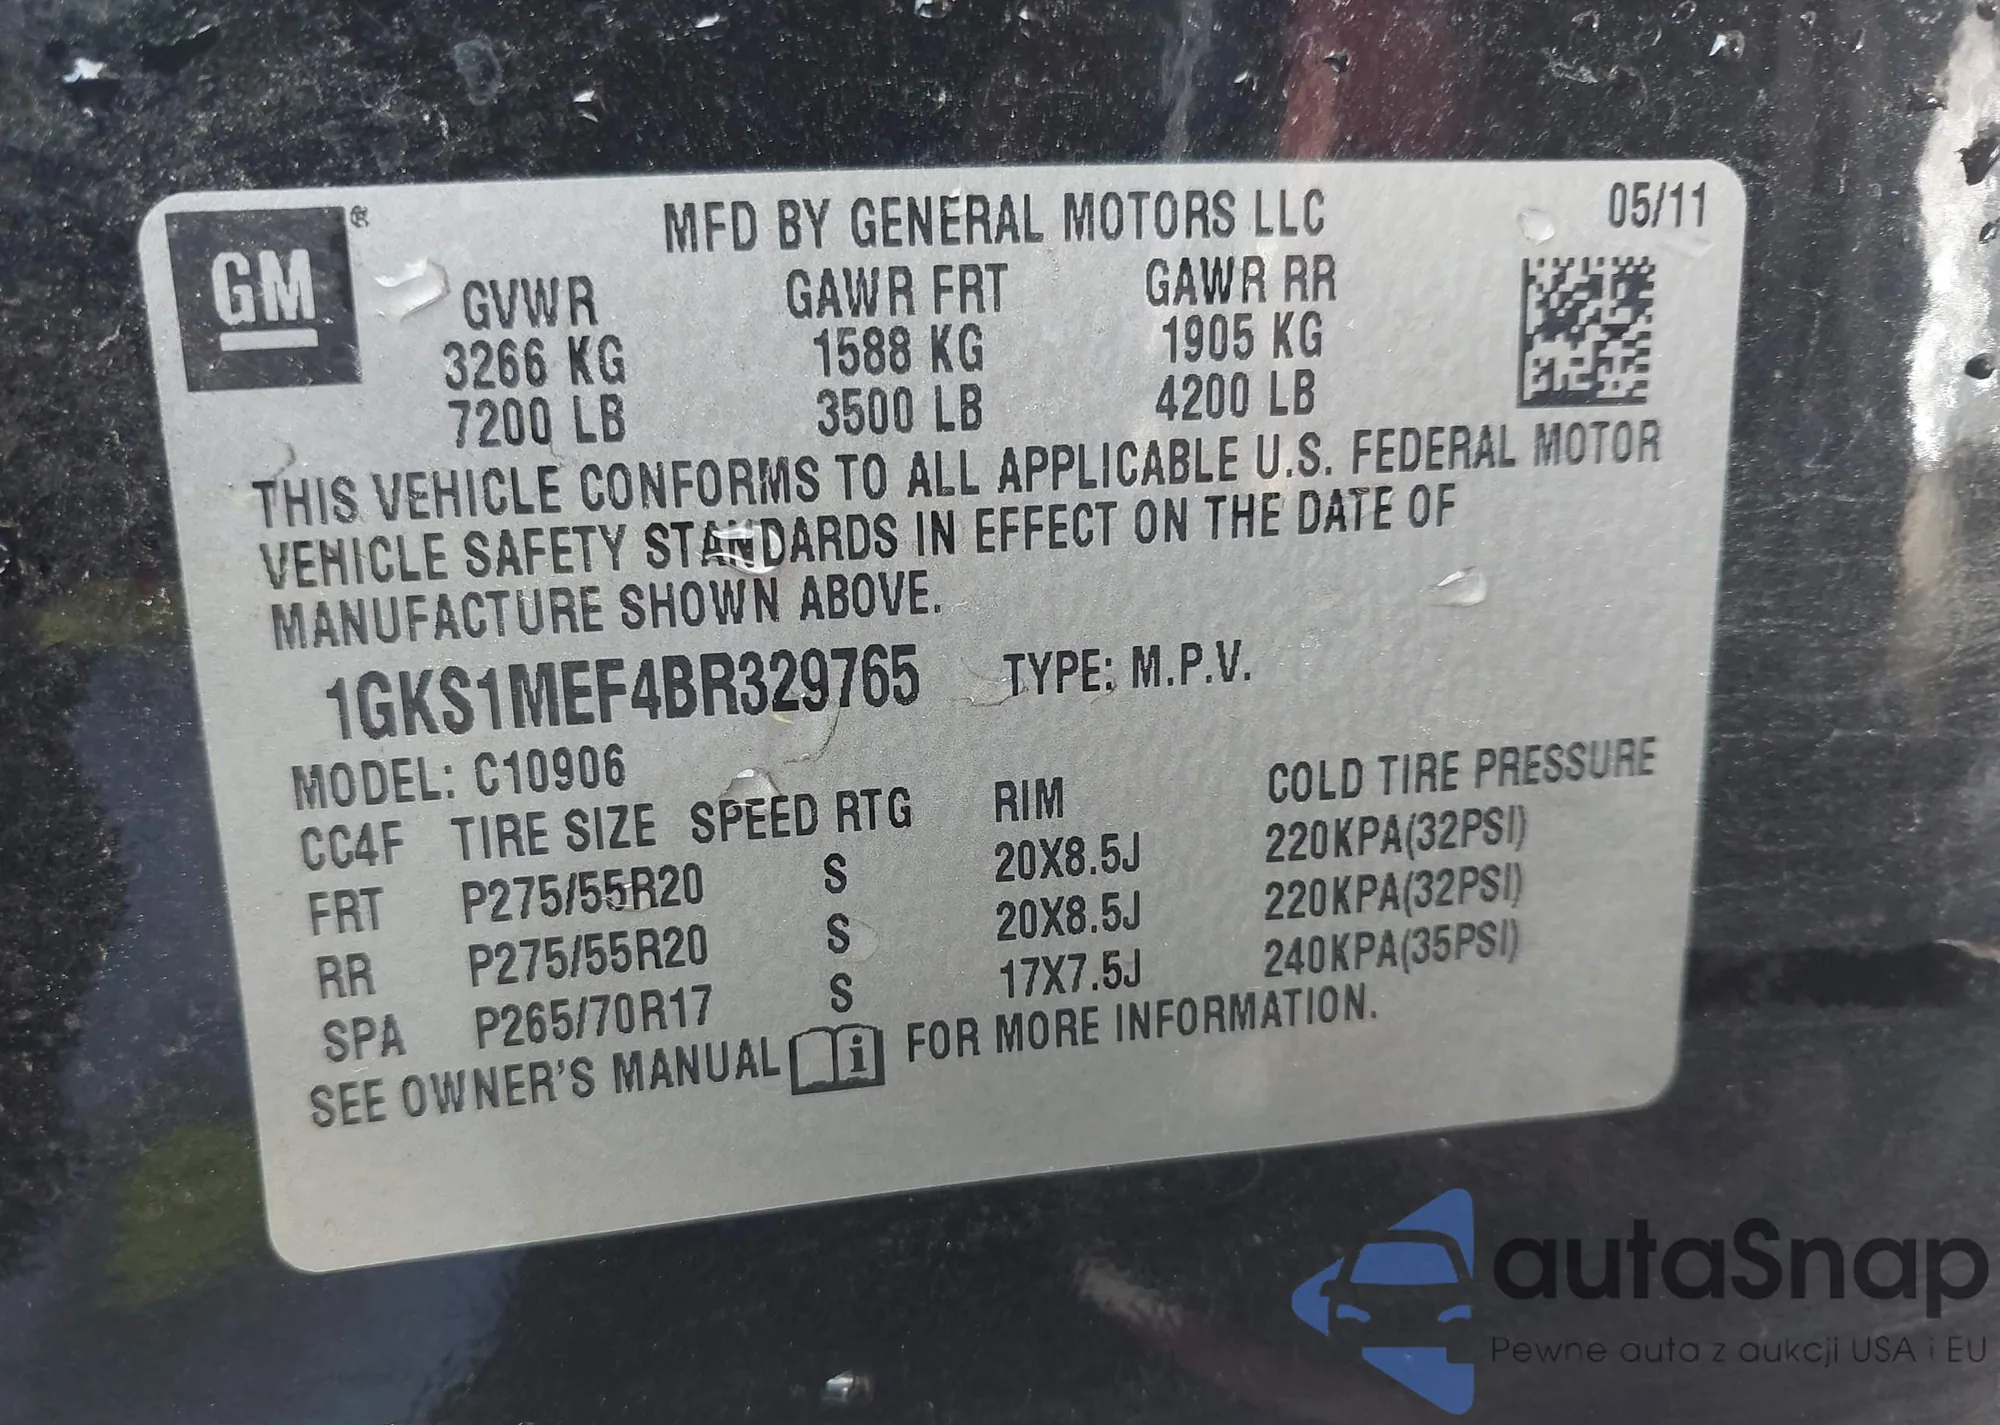 GM ®
MFD BY GENERAL MOTORS LLC 05/11
GVWR GAWR FRT GAWR RR
3266 KG 1588 KG 1905 KG
7200 LB 3500 LB 4200 LB
THIS VEHICLE CONFORMS TO ALL APPLICABLE U.S. FEDERAL MOTOR
VEHICLE SAFETY STANDARDS IN EFFECT ON THE DATE OF
MANUFACTURE SHOWN ABOVE.
1GKS1MEF4BR329765 TYPE: M.P.V.
MODEL: C10906
CC4F TIRE SIZE SPEED RTG RIM COLD TIRE PRESSURE
FRT P275/55R20 S 20X8.5J 220KPA(32PSI)
RR P275/55R20 S 20X8.5J 220KPA(32PSI)
SPA P265/70R17 S 17X7.5J 240KPA(35PSI)
SEE OWNER'S MANUAL i FOR MORE INFORMATION.
autaSnap
Pewne auta z aukcji USA i EU